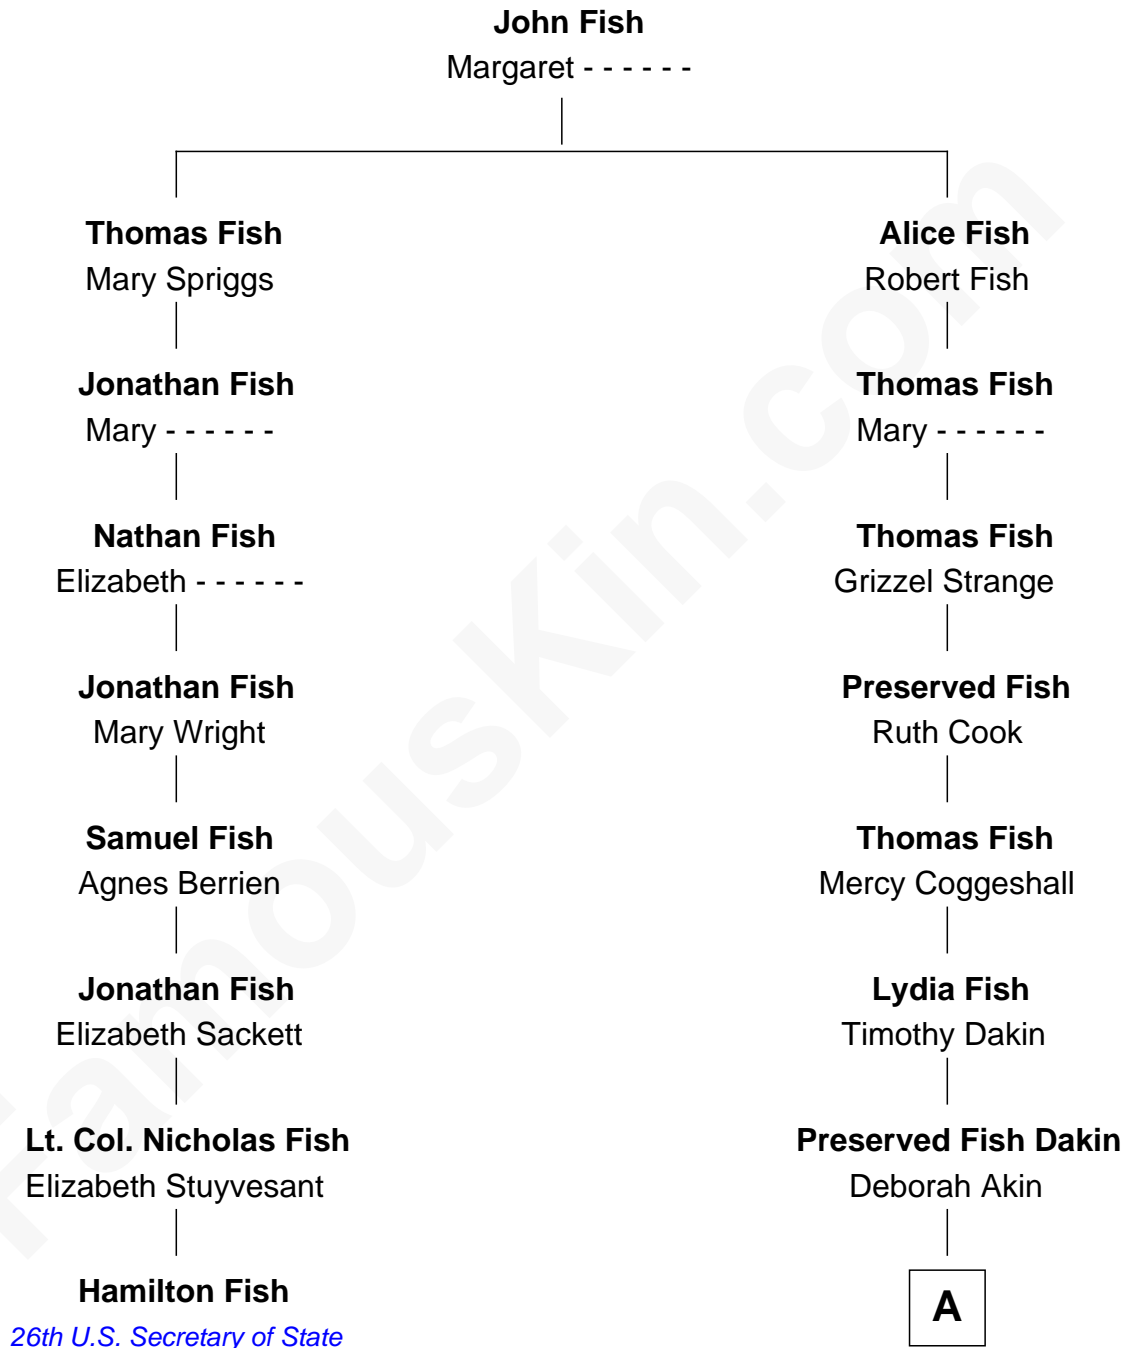 John Fish
Margaret - - - - - -
Thomas Fish
Mary Spriggs
Alice Fish
Robert Fish
Jonathan Fish
Mary - - - - - -
Thomas Fish
Mary - - - - - -
Nathan Fish
Elizabeth - - - - - -
Thomas Fish
Grizzel Strange
Jonathan Fish
Mary Wright
Preserved Fish
Ruth Cook
Samuel Fish
Agnes Berrien
Thomas Fish
Mercy Coggeshall
Jonathan Fish
Elizabeth Sackett
Lydia Fish
Timothy Dakin
Lt. Col. Nicholas Fish
Elizabeth Stuyvesant
Preserved Fish Dakin
Deborah Akin
Hamilton Fish
26th U.S. Secretary of State
A
FamousKin.com